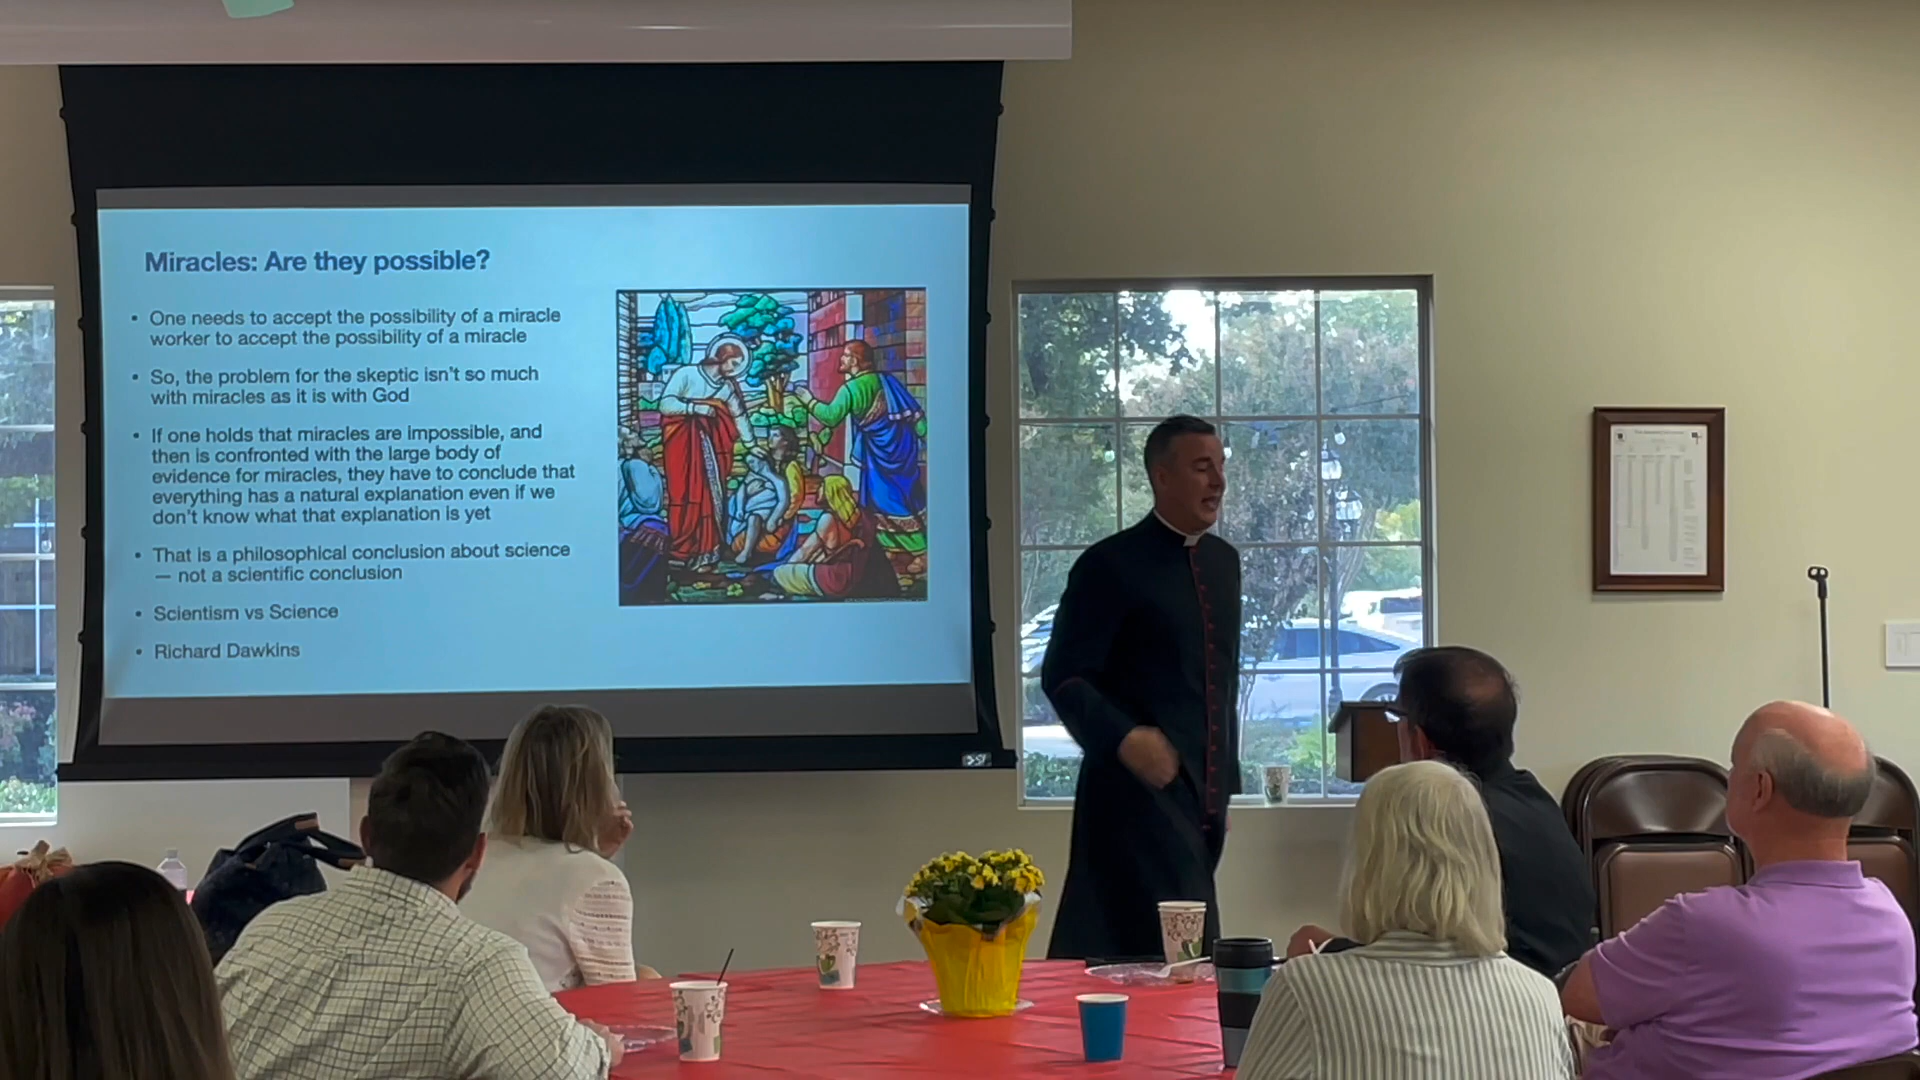 Miracles: Are they possible?
• One needs to accept the possibility of a miracle
worker to accept the possibility of a miracle
• So, the problem for the skeptic isn't so much
with miracles as it is with God
• If one holds that miracles are impossible, and
then is confronted with the large body of
evidence for miracles, they have to conclude that
everything has a natural explanation even if we
don't know what that explanation is yet
• That is a philosophical conclusion about science
— not a scientific conclusion
• Scientism vs Science
• Richard Dawkins